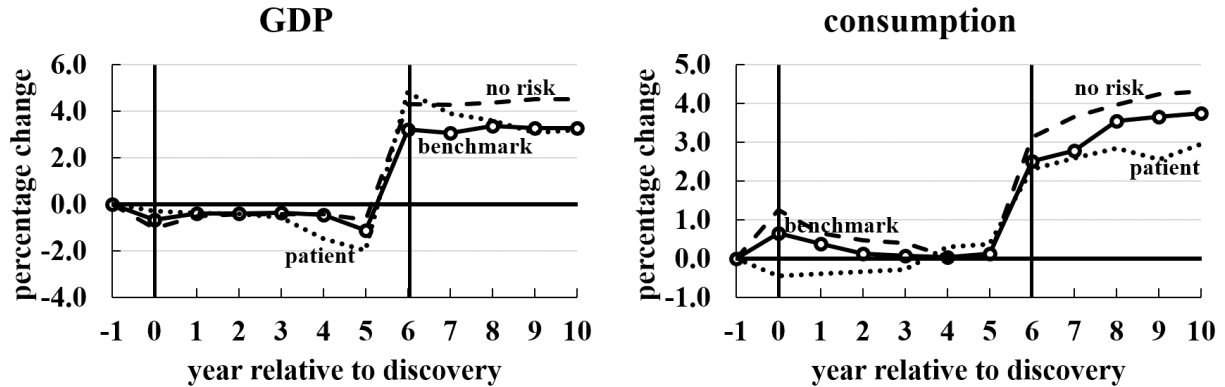 GDP
percentage change
6.0
4.0
2.0
0.0
-2.0
-4.0
no risk
benchmark
patient
-1 0 1 2 3 4 5 6 7 8 9 10
year relative to discovery
consumption
percentage change
5.0
4.0
3.0
2.0
1.0
0.0
-1.0
no risk
patient
benchmark
-1 0 1 2 3 4 5 6 7 8 9 10
year relative to discovery